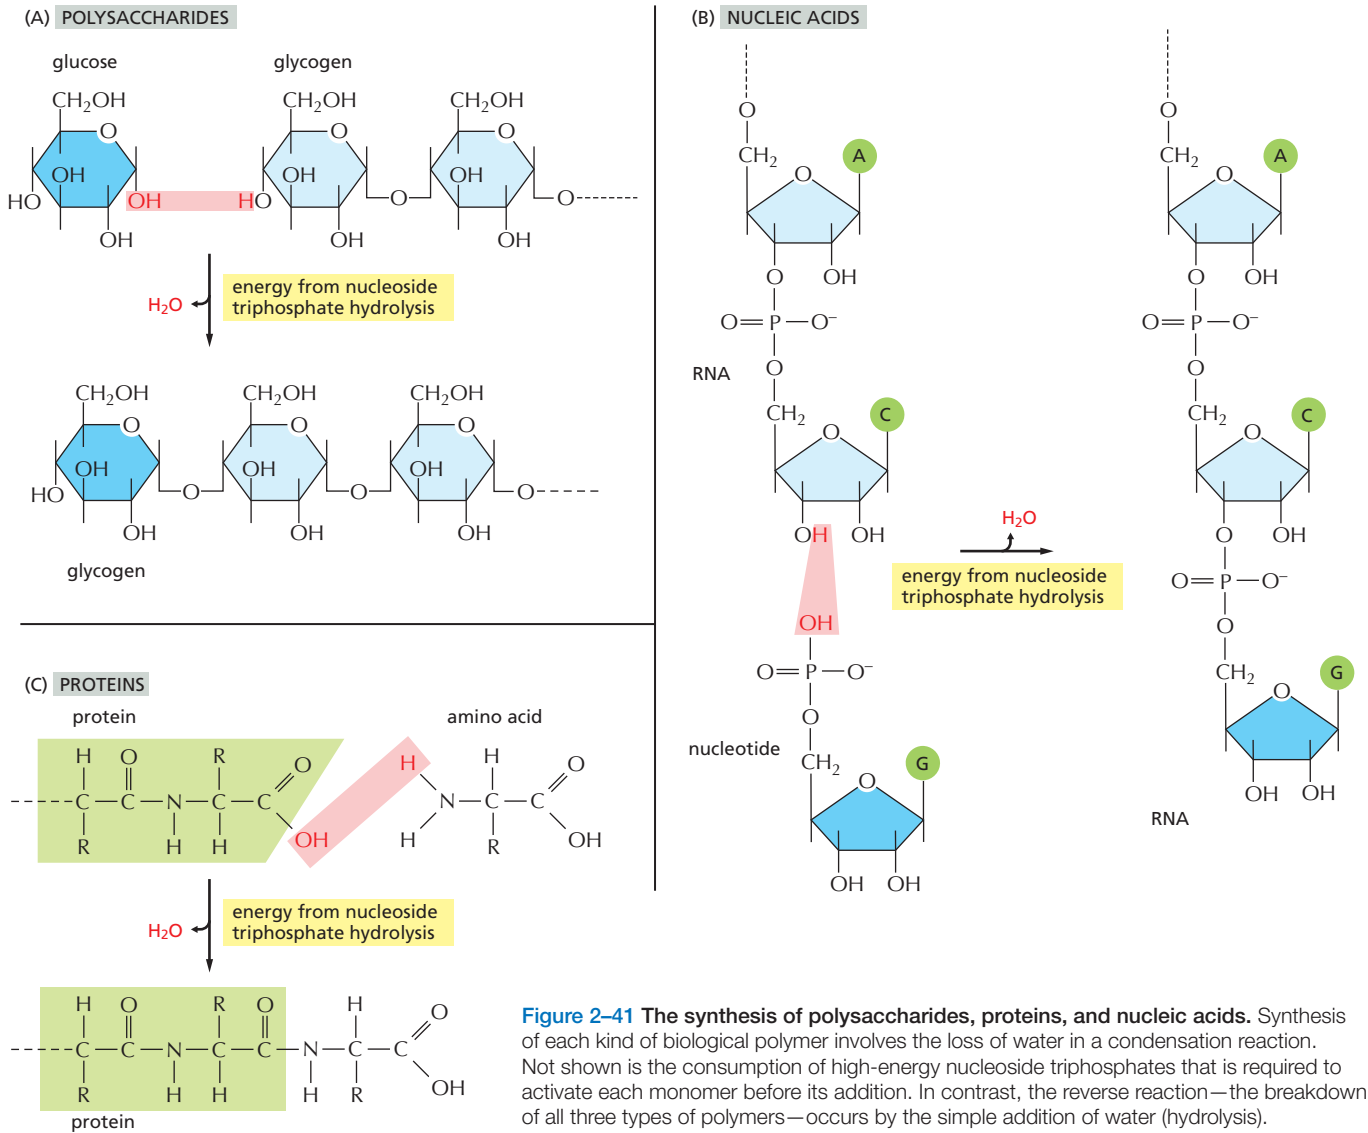 (A) POLYSACCHARIDES
glucose
glycogen
CH₂OH
CH₂OH
CH₂OH
O
O
O
OH
OH
OH
HO
OH
HO
O
O
OH
OH
OH
H₂O
energy from nucleoside
triphosphate hydrolysis
CH₂OH
CH₂OH
CH₂OH
O
O
O
OH
OH
OH
HO
O
O
O
OH
OH
OH
glycogen
(B) NUCLEIC ACIDS
O
CH₂
A
O
O
OH
O=P—O⁻
O
RNA
CH₂
C
O
OH
OH
OH
O=P—O⁻
O
nucleotide
CH₂
G
O
OH
OH
H₂O
energy from nucleoside
triphosphate hydrolysis
O
CH₂
A
O
O
OH
O=P—O⁻
O
CH₂
C
O
O
OH
O=P—O⁻
O
CH₂
G
O
OH
OH
RNA
(C) PROTEINS
protein
amino acid
H
O
R
O
C—C—N—C—C
R
H
H
OH
H
H
O
N—C—C
H
R
OH
H₂O
energy from nucleoside
triphosphate hydrolysis
H
O
R
O
H
O
C—C—N—C—C—N—C—C
R
H
H
H
R
OH
protein
Figure 2–41 The synthesis of polysaccharides, proteins, and nucleic acids. Synthesis
of each kind of biological polymer involves the loss of water in a condensation reaction.
Not shown is the consumption of high-energy nucleoside triphosphates that is required to
activate each monomer before its addition. In contrast, the reverse reaction—the breakdown
of all three types of polymers—occurs by the simple addition of water (hydrolysis).